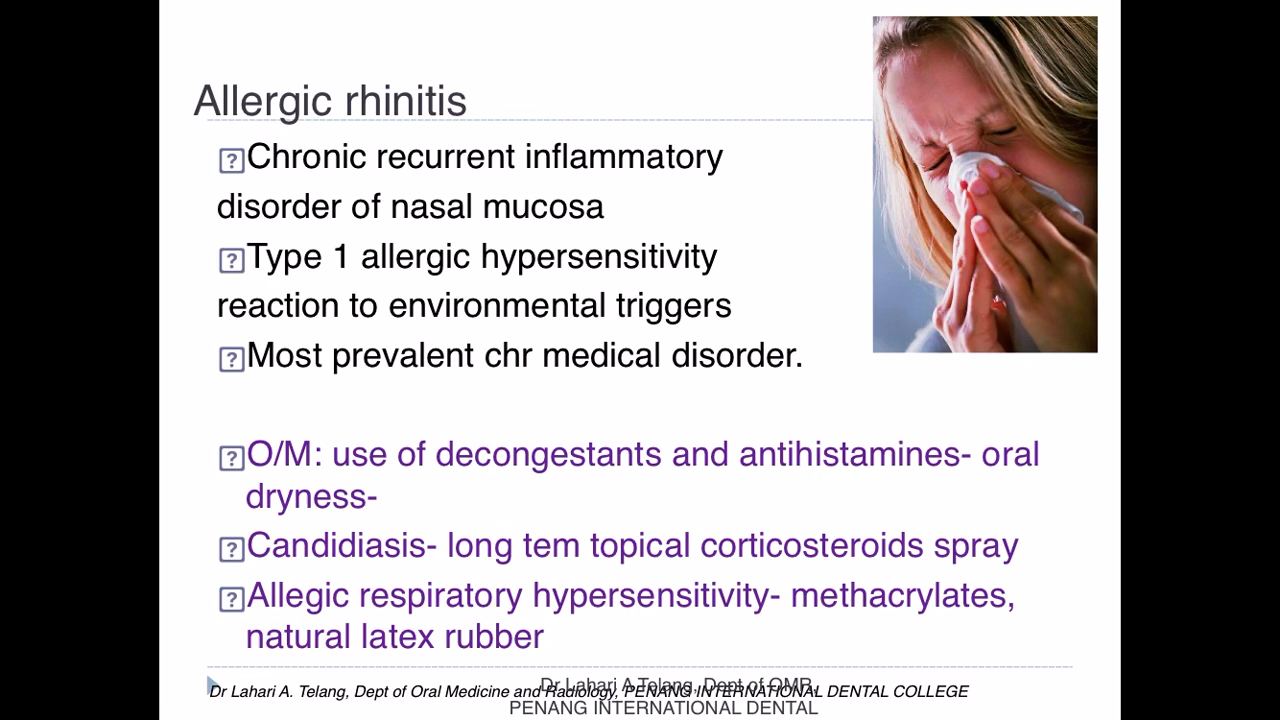 Allergic rhinitis
Chronic recurrent inflammatory
disorder of nasal mucosa
Type 1 allergic hypersensitivity
reaction to environmental triggers
Most prevalent chr medical disorder.
O/M: use of decongestants and antihistamines- oral
dryness-
Candidiasis- long tem topical corticosteroids spray
Allegic respiratory hypersensitivity- methacrylates,
natural latex rubber
Dr Lahari A.Telang, Dept of OMR,
Dr Lahari A. Telang, Dept of Oral Medicine and Radiology, PENANG INTERNATIONAL DENTAL COLLEGE
PENANG INTERNATIONAL DENTAL